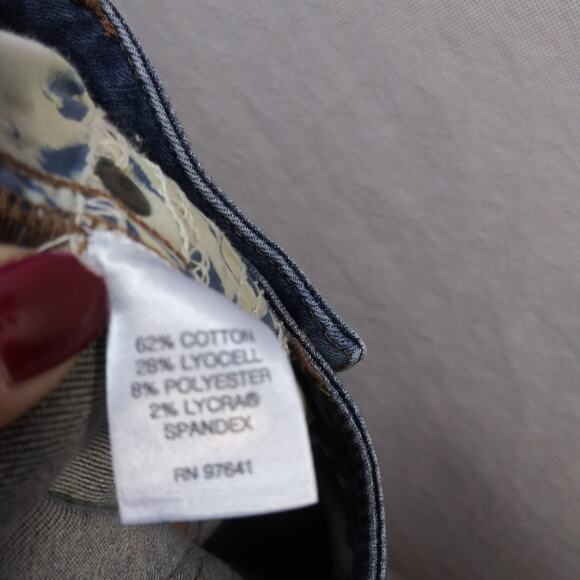 62% COTTON
28% LYOCELL
8% POLYESTER
2% LYCRA®
SPANDEX
RN 97641